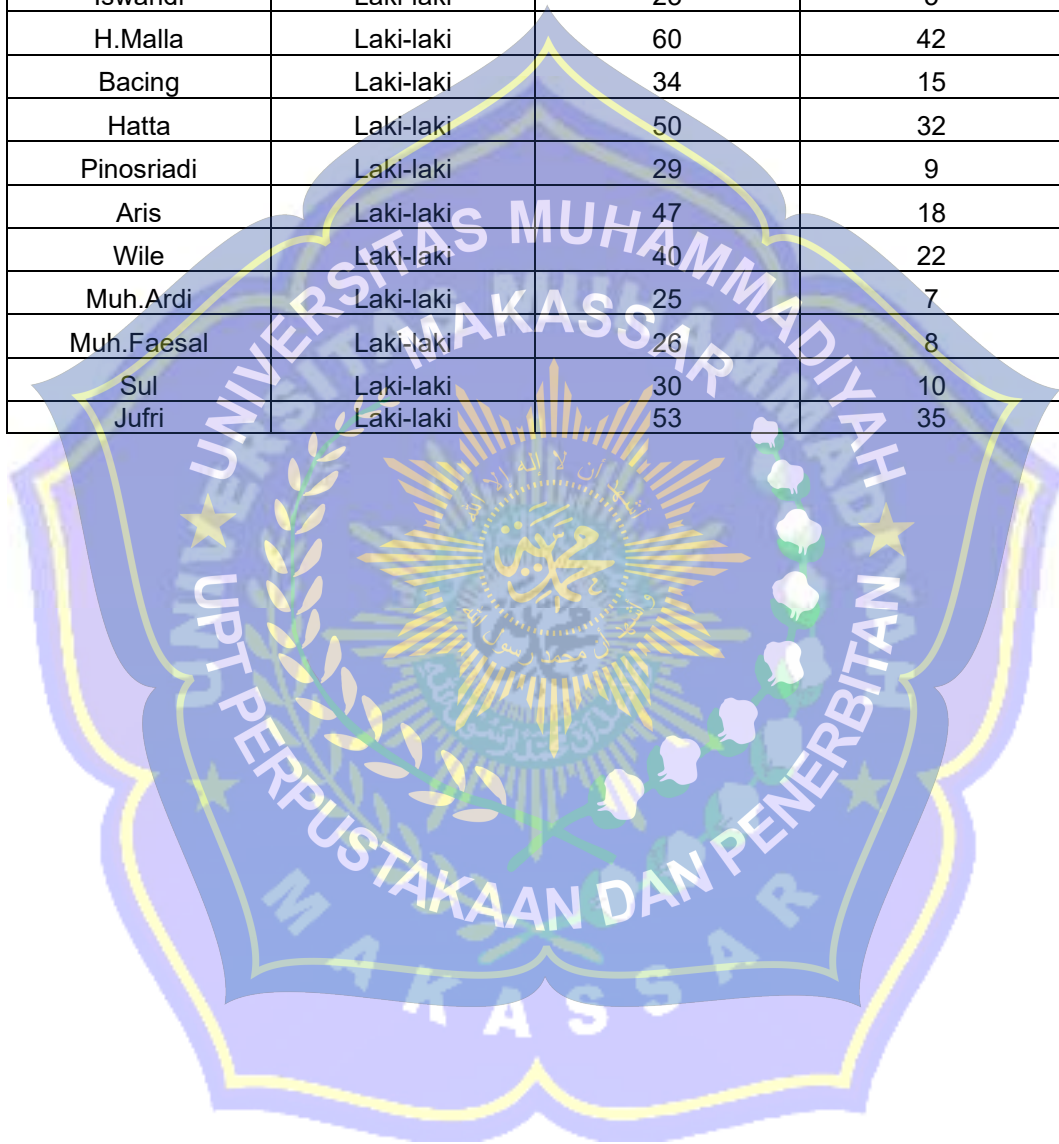 Iswandi Laki-laki
H.Malla Laki-laki 60 42
Bacing Laki-laki 34 15
Hatta Laki-laki 50 32
Pinosriadi Laki-laki 29 9
Aris Laki-laki 47 18
Wile Laki-laki 40 22
Muh.Ardi Laki-laki 25 7
Muh.Faesal Laki-laki 26 8
Sul Laki-laki 30 10
Jufri Laki-laki 53 35
UNIVERSITAS MUHAMMADIYAH
MAKASSAR
UPT PERPUSTAKAAN DAN PENERBITAN
MAKASSAR